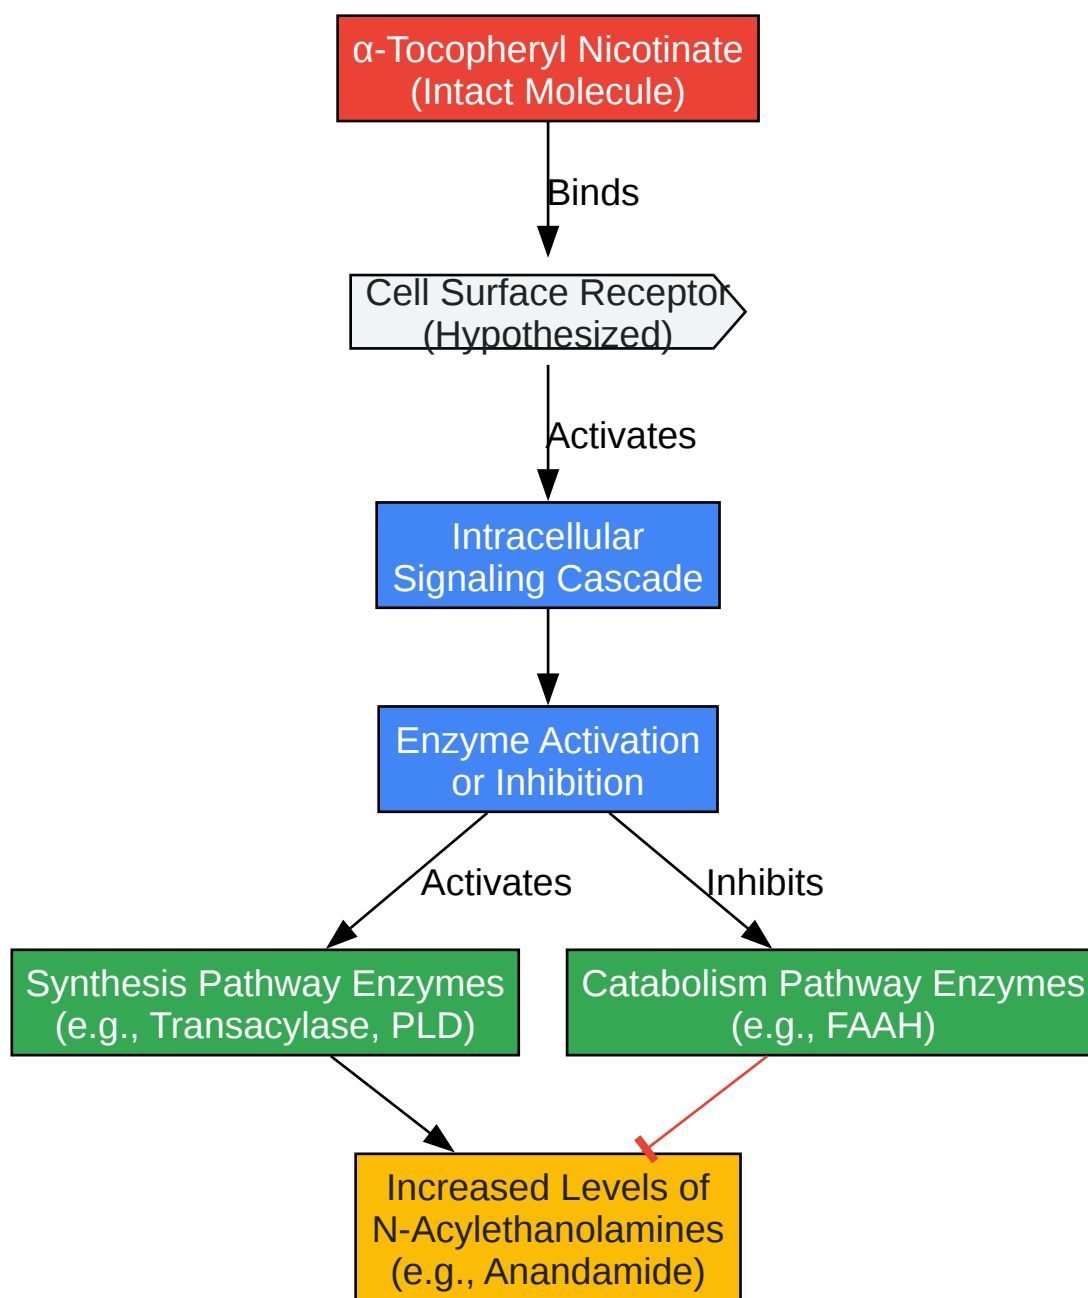 α-Tocopheryl Nicotinate
(Intact Molecule)
Binds
Cell Surface Receptor
(Hypothesized)
Activates
Intracellular
Signaling Cascade
Enzyme Activation
or Inhibition
Activates
Inhibits
Synthesis Pathway Enzymes
(e.g., Transacylase, PLD)
Catabolism Pathway Enzymes
(e.g., FAAH)
Increased Levels of
N-Acylethanolamines
(e.g., Anandamide)